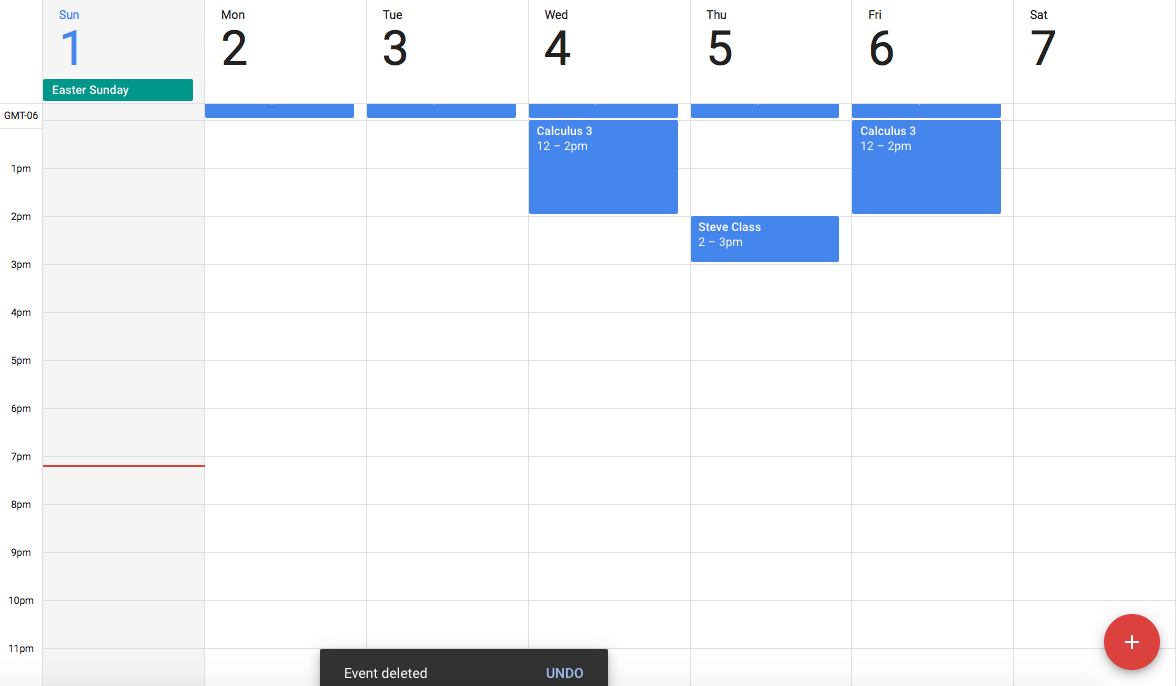 Sun Mon Tue Wed Thu Fri Sat
1 2 3 4 5 6 7
Easter Sunday
GMT-06
Calculus 3
12 – 2pm
Calculus 3
12 – 2pm
1pm
2pm
Steve Class
2 – 3pm
3pm
4pm
5pm
6pm
7pm
8pm
9pm
10pm
11pm
Event deleted UNDO
+